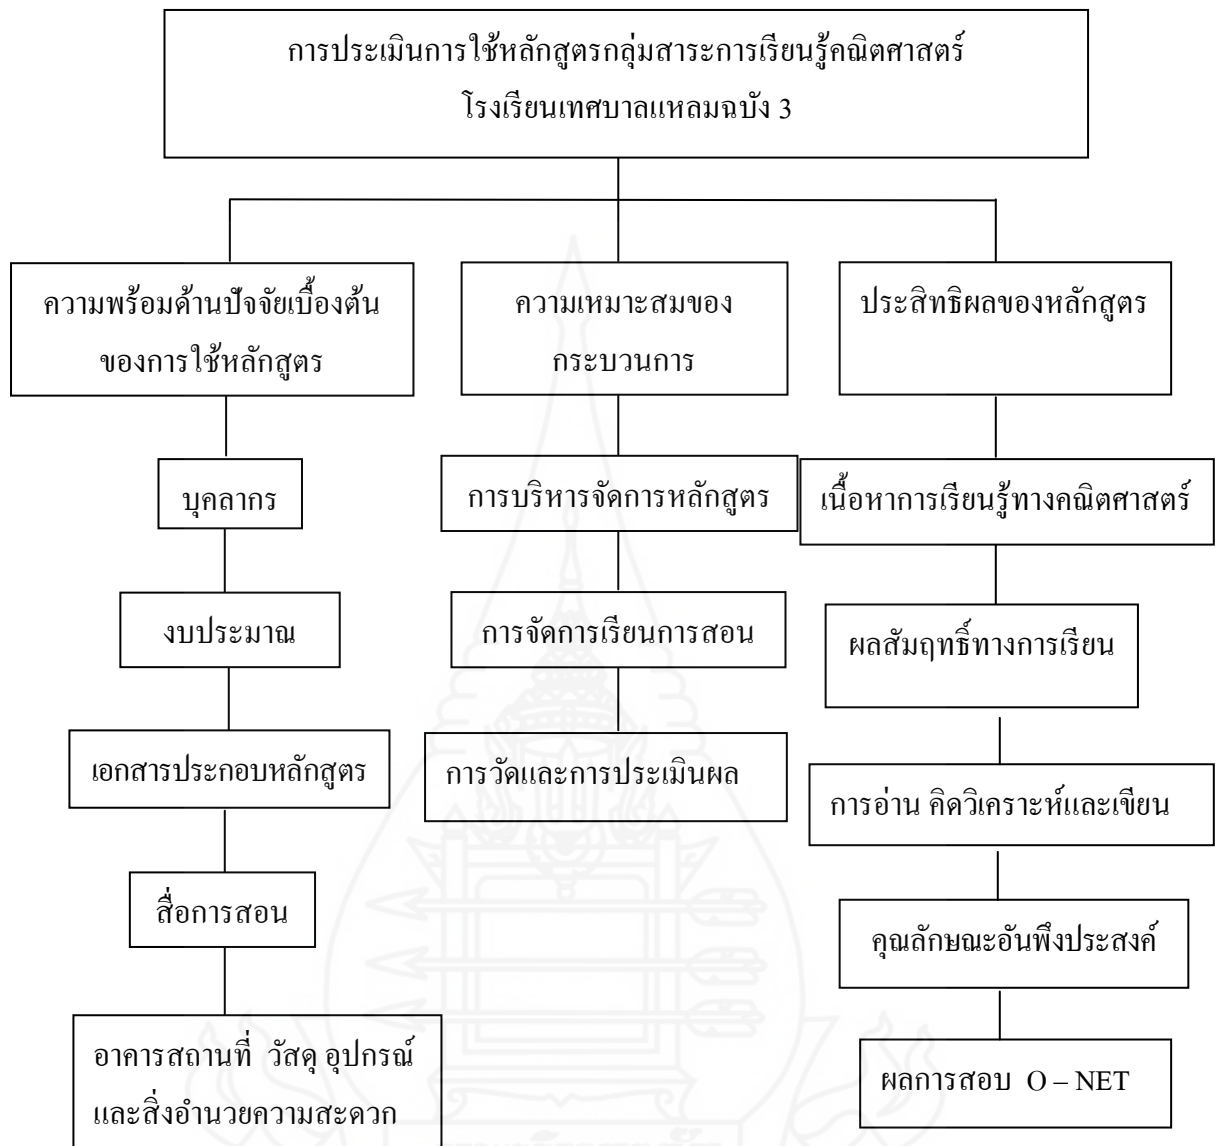 การประเมินการใช้หลักสูตรกลุ่มสาระการเรียนรู้คณิตศาสตร์
โรงเรียนเทศบาลแหลมฉบัง 3
ความพร้อมด้านปัจจัยเบื้องต้น
ของการใช้หลักสูตร
บุคลากร
งบประมาณ
เอกสารประกอบหลักสูตร
สื่อการสอน
อาคารสถานที่ วัสดุ อุปกรณ์
และสิ่งอำนวยความสะดวก
ความเหมาะสมของ
กระบวนการ
การบริหารจัดการหลักสูตร
การจัดการเรียนการสอน
การวัดและการประเมินผล
ประสิทธิผลของหลักสูตร
เนื้อหาการเรียนรู้ทางคณิตศาสตร์
ผลสัมฤทธิ์ทางการเรียน
การอ่าน คิดวิเคราะห์และเขียน
คุณลักษณะอันพึงประสงค์
ผลการสอบ O – NET